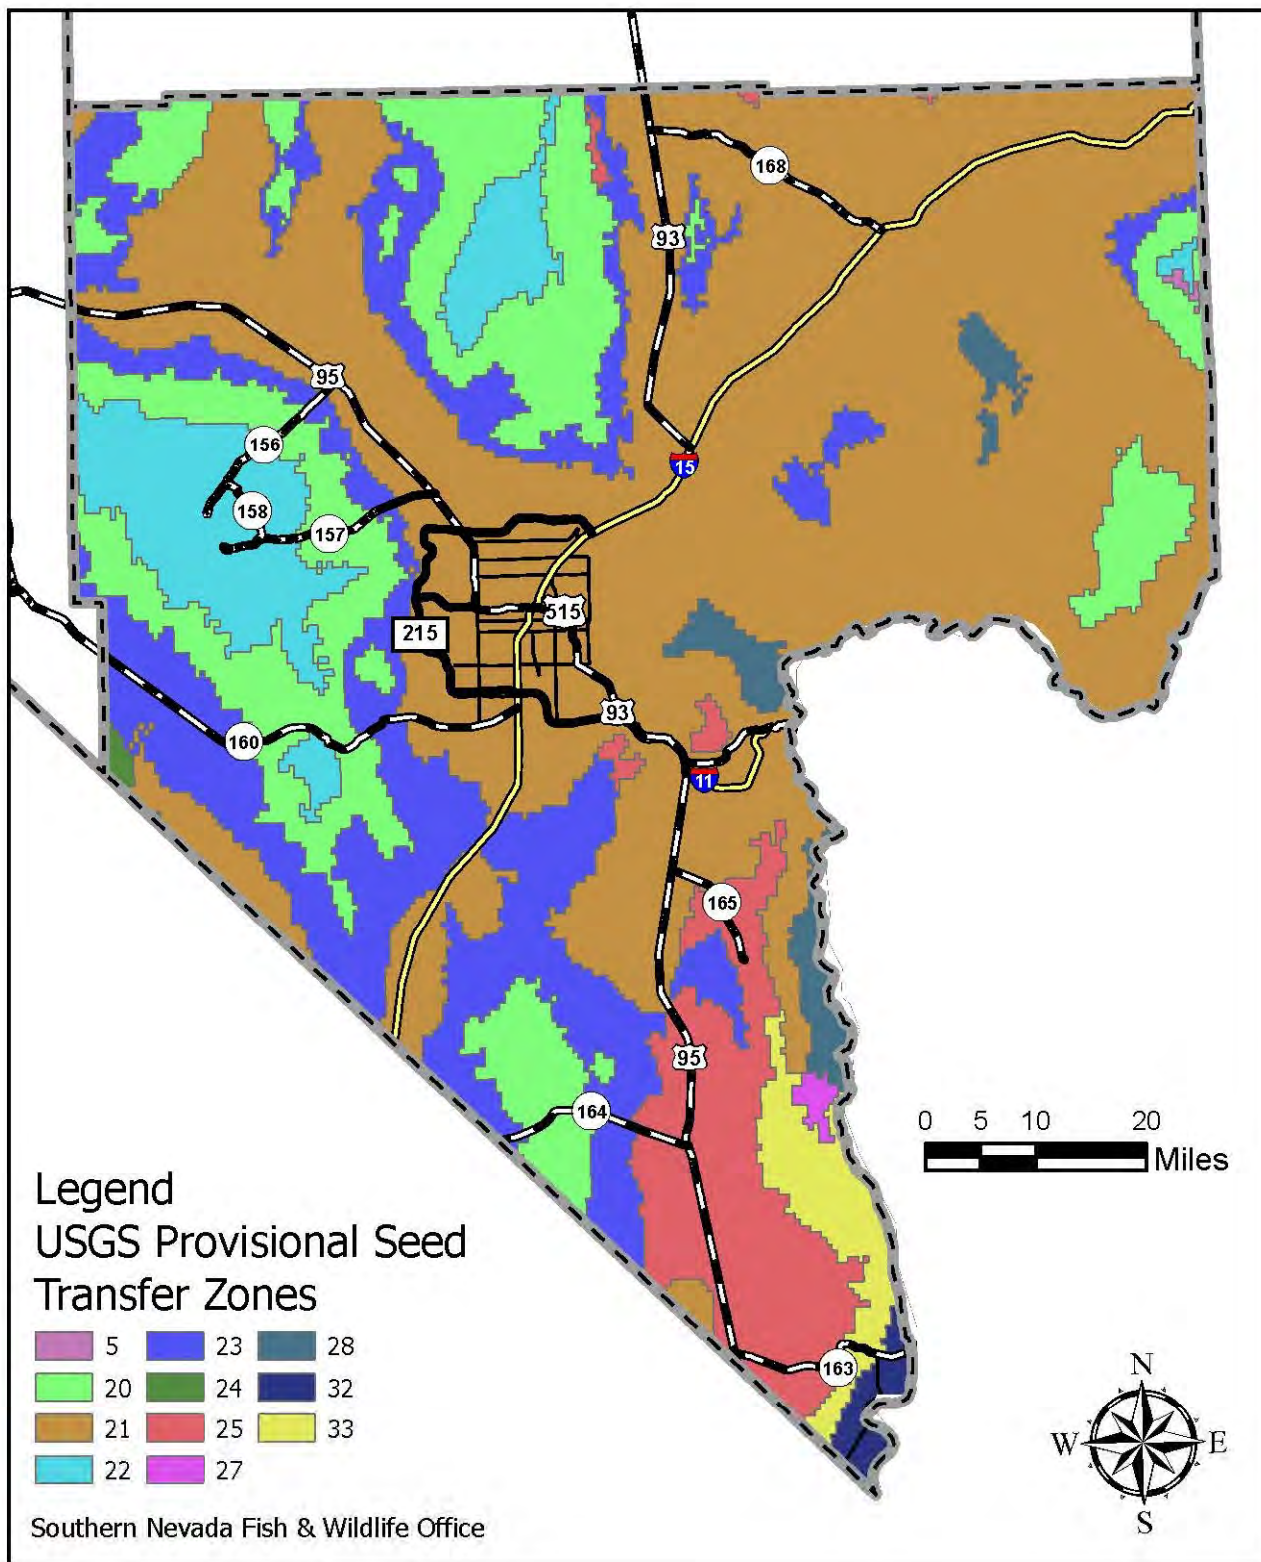 168
93
95
156
15
158
157
515
215
93
160
11
165
95
164
0 5 10 20
Miles
Legend
USGS Provisional Seed
Transfer Zones
5 23 28
20 24 32
21 25 33
22 27
163
N
W E
S
Southern Nevada Fish & Wildlife Office